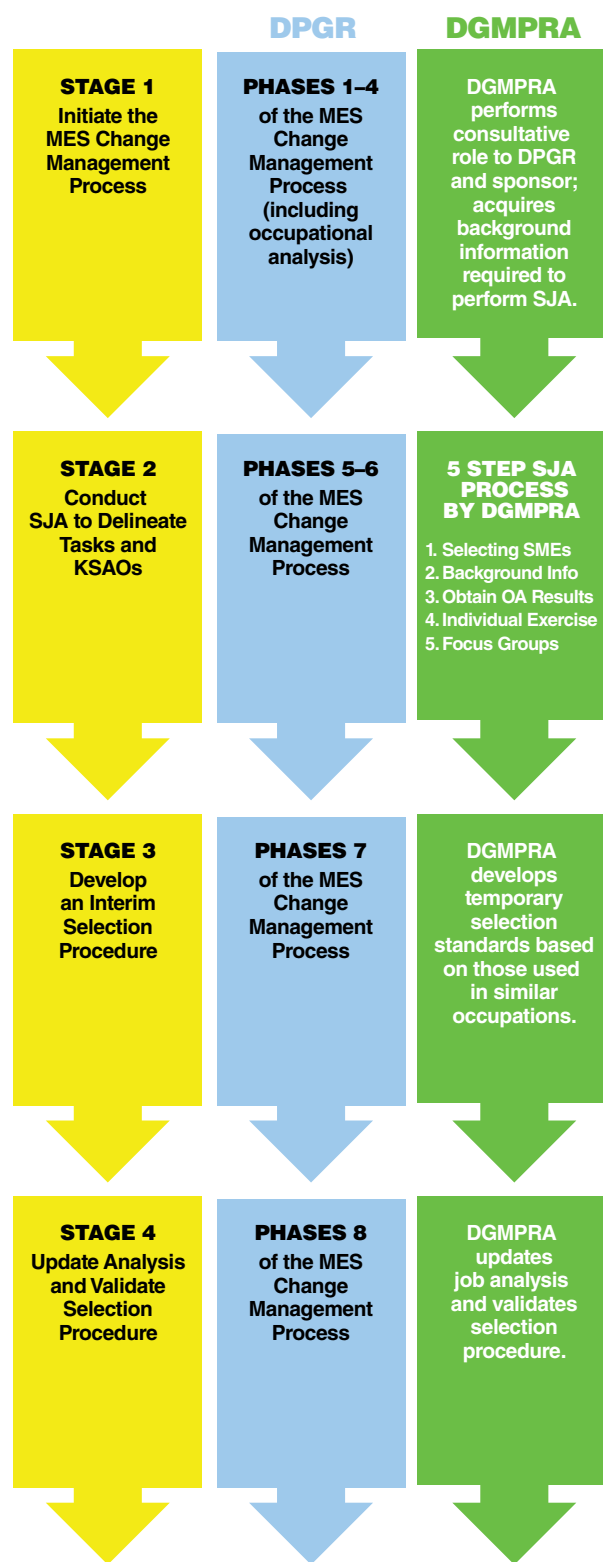 DPGR
DGMPRA
STAGE 1
Initiate the
MES Change
Management
Process
PHASES 1–4
of the MES
Change
Management
Process
(including
occupational
analysis)
DGMPRA
performs
consultative
role to DPGR
and sponsor;
acquires
background
information
required to
perform SJA.
STAGE 2
Conduct
SJA to Delineate
Tasks and
KSAOs
PHASES 5–6
of the MES
Change
Management
Process
5 STEP SJA
PROCESS
BY DGMPRA
1. Selecting SMEs
2. Background Info
3. Obtain OA Results
4. Individual Exercise
5. Focus Groups
STAGE 3
Develop
an Interim
Selection
Procedure
PHASES 7
of the MES
Change
Management
Process
DGMPRA
develops
temporary
selection
standards based
on those used
in similar
occupations.
STAGE 4
Update Analysis
and Validate
Selection
Procedure
PHASES 8
of the MES
Change
Management
Process
DGMPRA
updates
job analysis
and validates
selection
procedure.